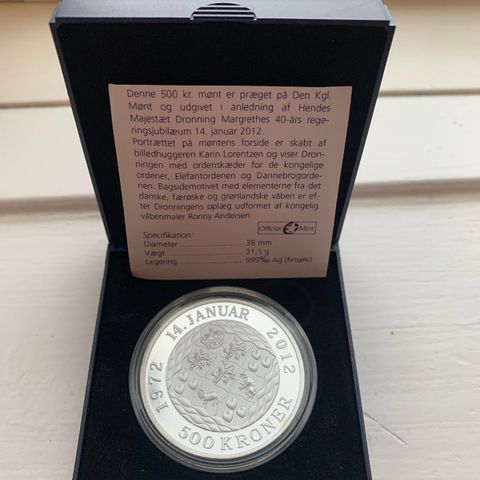 Denne 500 kr. mønt er præget på Den Kgl.
Mønt og udgivet i anledning af Hendes
Majestæt Dronning Margrethes 40-års rege-
ringsjubilæum 14. januar 2012.
Portrættet på møntens forside er skabt af
billedhuggeren Karin Lorentzen og viser Dron-
ningen med ordenskæder for de kongelige
ordener, Elefantordenen og Dannebrogorde-
nen. Bagsidemotivet med elementerne fra det
danske, færøske og grønlandske våben er ef-
ter Dronningens oplæg udformet af kongelig
våbenmaler Ronny Andersen.
Official Mint
Specifikation:
Diameter 38 mm
Vægt 31,1 g
Legering 999‰ Ag (finsølv)
1972 14. JANUAR 2012
500 KRONER